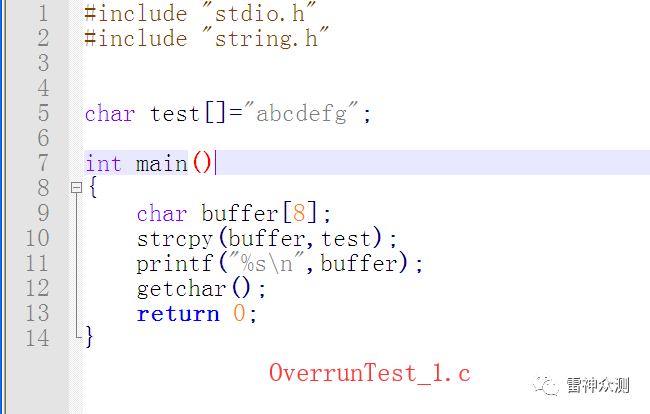 1 #include "stdio.h"
2 #include "string.h"
3
4
5 char test[]="abcdefg";
6
7 int main()
8 {
9 char buffer[8];
10 strcpy(buffer,test);
11 printf("%s\n",buffer);
12 getchar();
13 return 0;
14 }
OverrunTest_1.c
雷神众测